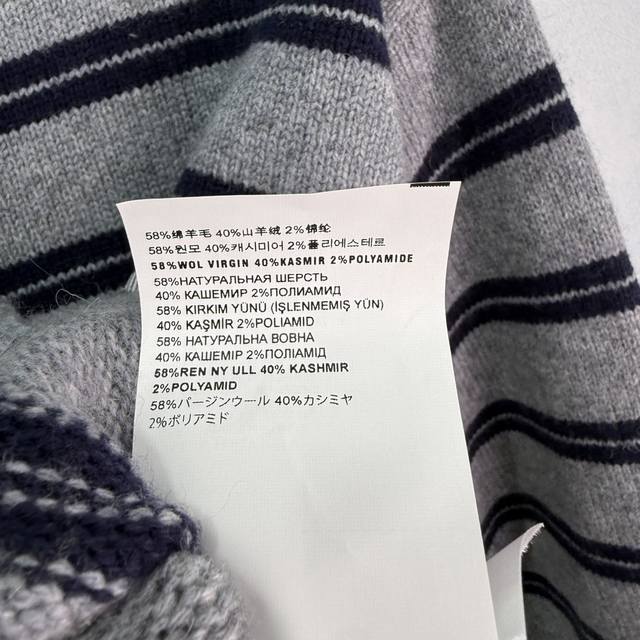 58%绵羊毛 40%山羊绒 2%锦纶
58%원모 40%캐시미어 2%폴리에스테르
58%WOL VIRGIN 40%KASMIR 2%POLYAMIDE
58%НАТУРАЛЬНАЯ ШЕРСТЬ
40% КАШЕМИР 2%ПОЛИАМИД
58% KIRKIM YÜNÜ (İŞLENMEMİŞ YÜN)
40% KAŞMİR 2%POLIAMID
58% НАТУРАЛЬНА ВОВНА
40% КАШЕМІР 2%ПОЛІАМІД
58%REN NY ULL 40% KASHMIR
2%POLYAMID
58%バージンウール 40%カシミヤ
2%ポリアミド